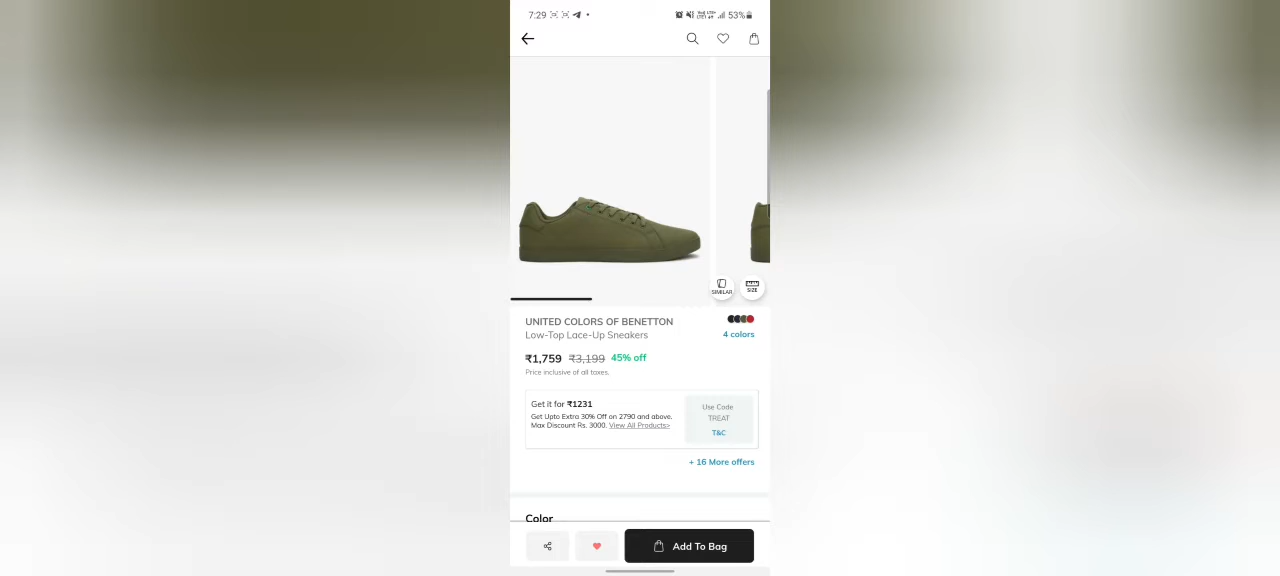 7:29
53%
SIMILAR
SIZE
UNITED COLORS OF BENETTON
Low-Top Lace-Up Sneakers
4 colors
₹1,759 ₹3,199 45% off
Price inclusive of all taxes.
Get it for ₹1231
Get Upto Extra 30% Off on 2790 and above.
Max Discount Rs. 3000. View All Products>
Use Code
TREAT
T&C
+ 16 More offers
Color
Add To Bag